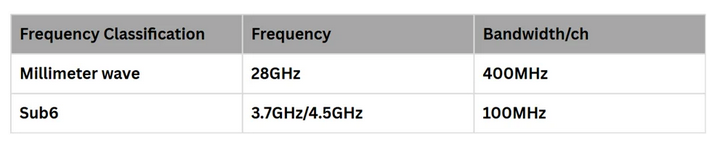 Frequency Classification Frequency Bandwidth/ch
Millimeter wave 28GHz 400MHz
Sub6 3.7GHz/4.5GHz 100MHz